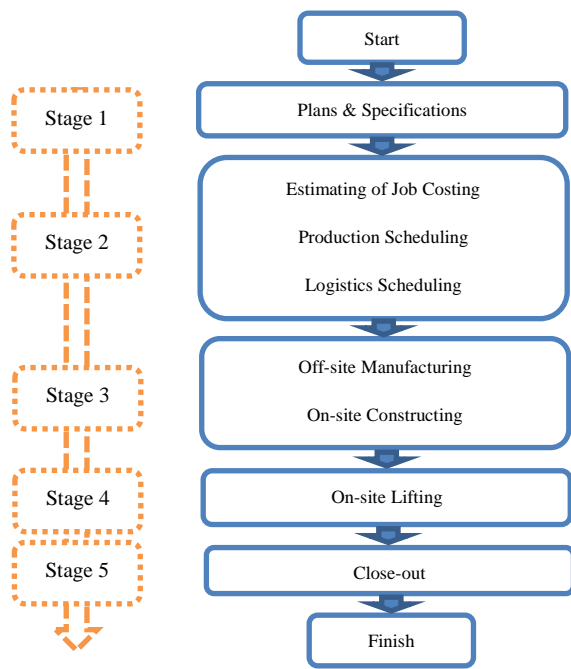 Start
Stage 1
Plans & Specifications
Stage 2
Estimating of Job Costing
Production Scheduling
Logistics Scheduling
Stage 3
Off-site Manufacturing
On-site Constructing
Stage 4
On-site Lifting
Stage 5
Close-out
Finish